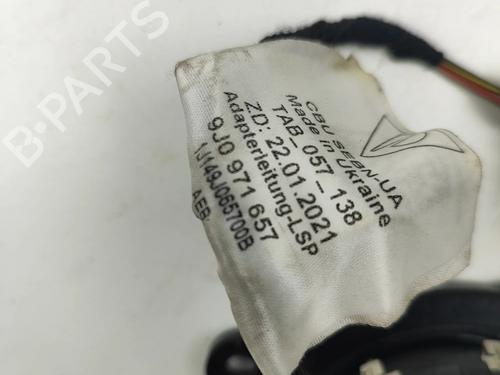 B-PARTS
CBU SEBN-UA
Made in Ukraine
TAB_057_138
ZD: 22.01.2021
Adapterleitung-LSP
9J0 971 657
1J149J065700B
AEB